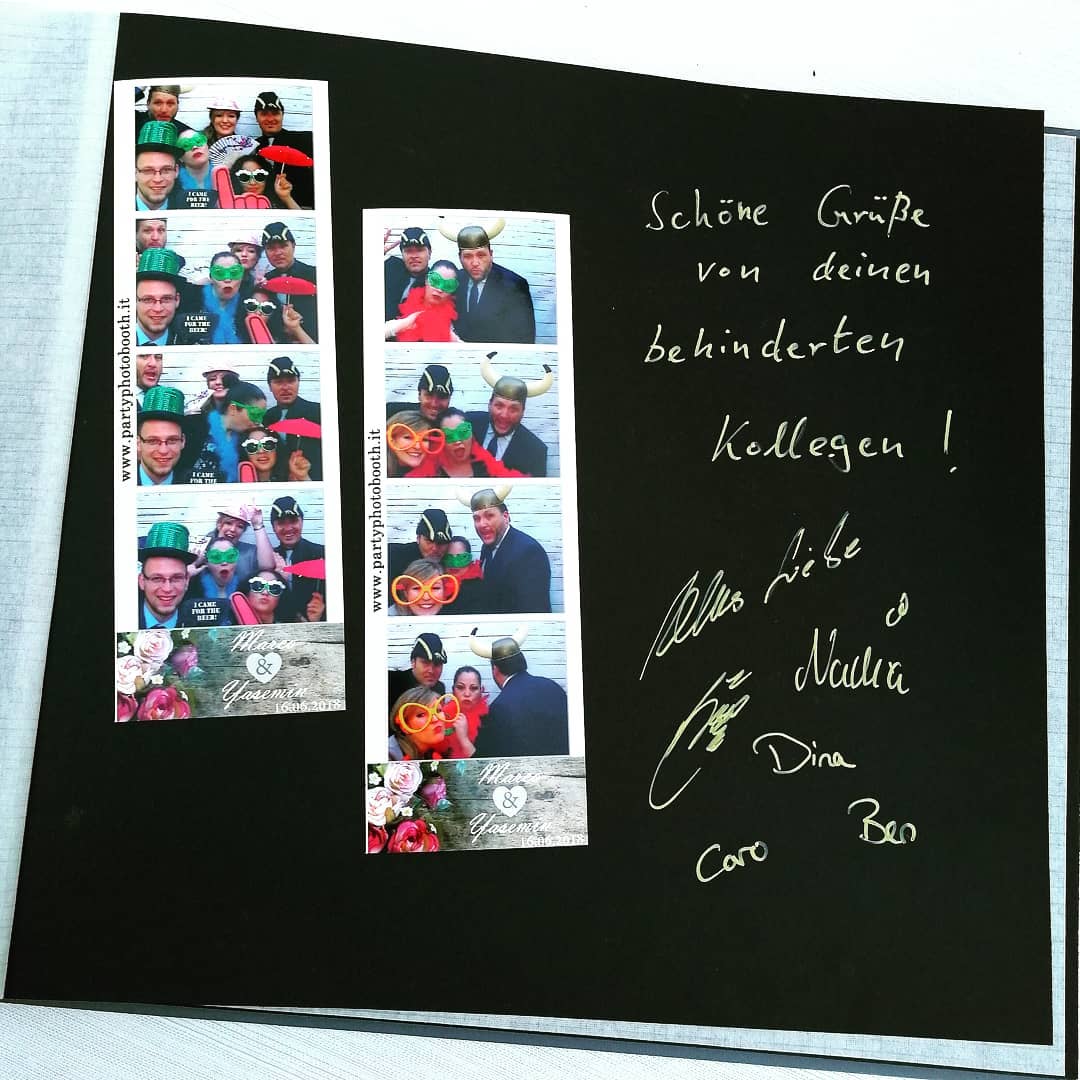 I CAME
FOR THE
BEER!
I CAME
FOR THE
BEER!
I CAME
FOR THE
I CAME
FOR THE
BEER!
www.partyphotobooth.it
Marco
&
Yasemin
16.06.2018
www.partyphotobooth.it
Marco
&
Yasemin
16.06.2018
Schöne Grüße
von deinen
behinderten
Kollegen !
Alles Liebe
Nadia
Dina
Ben
Caro